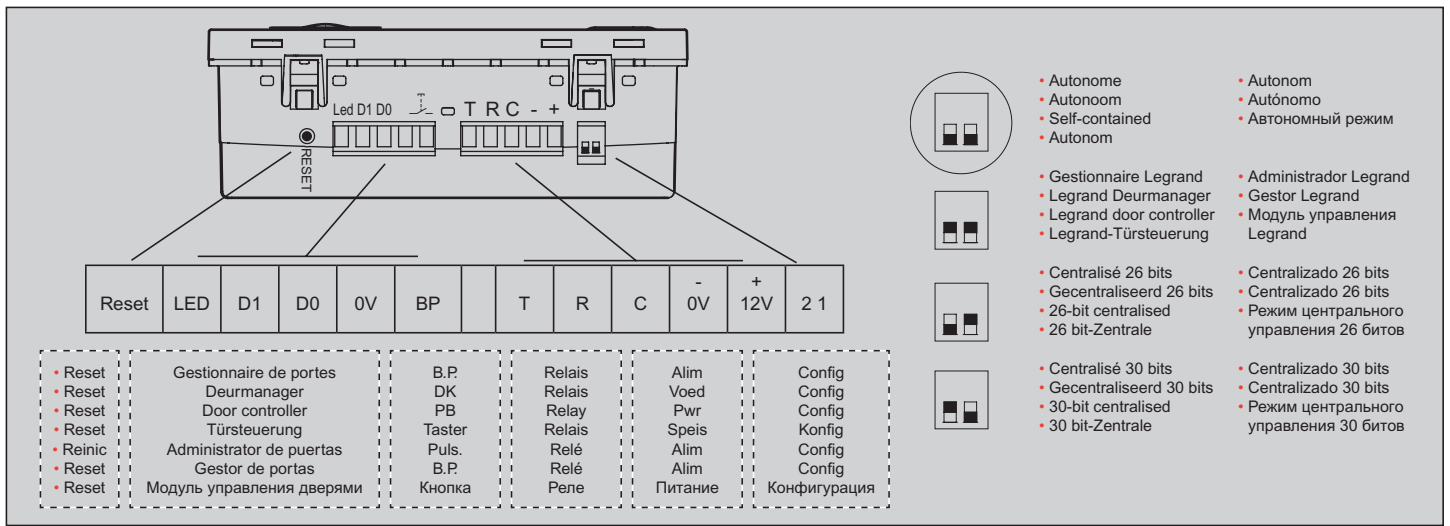 Led D1 D0
T R C - +
RESET
Reset LED D1 D0 0V BP T R C - 0V + 12V 2 1
• Reset Gestionnaire de portes B.P. Relais Alim Config
• Reset Deurmanager DK Relais Voed Config
• Reset Door controller PB Relay Pwr Config
• Reset Türsteuerung Taster Relais Speis Konfig
• Reinic Administrator de puertas Puls. Relé Alim Config
• Reset Gestor de portas B.P. Relé Alim Config
• Reset Модуль управления дверями Кнопка Реле Питание Конфигурация
• Autonome
• Autonoom
• Self-contained
• Autonom
• Autonom
• Autónomo
• Автономный режим
• Gestionnaire Legrand
• Legrand Deurmanager
• Legrand door controller
• Legrand-Türsteuerung
• Administrador Legrand
• Gestor Legrand
• Модуль управления
Legrand
• Centralisé 26 bits
• Gecentraliseerd 26 bits
• 26-bit centralised
• 26 bit-Zentrale
• Centralizado 26 bits
• Centralizado 26 bits
• Режим центрального
управления 26 битов
• Centralisé 30 bits
• Gecentraliseerd 30 bits
• 30-bit centralised
• 30 bit-Zentrale
• Centralizado 30 bits
• Centralizado 30 bits
• Режим центрального
управления 30 битов